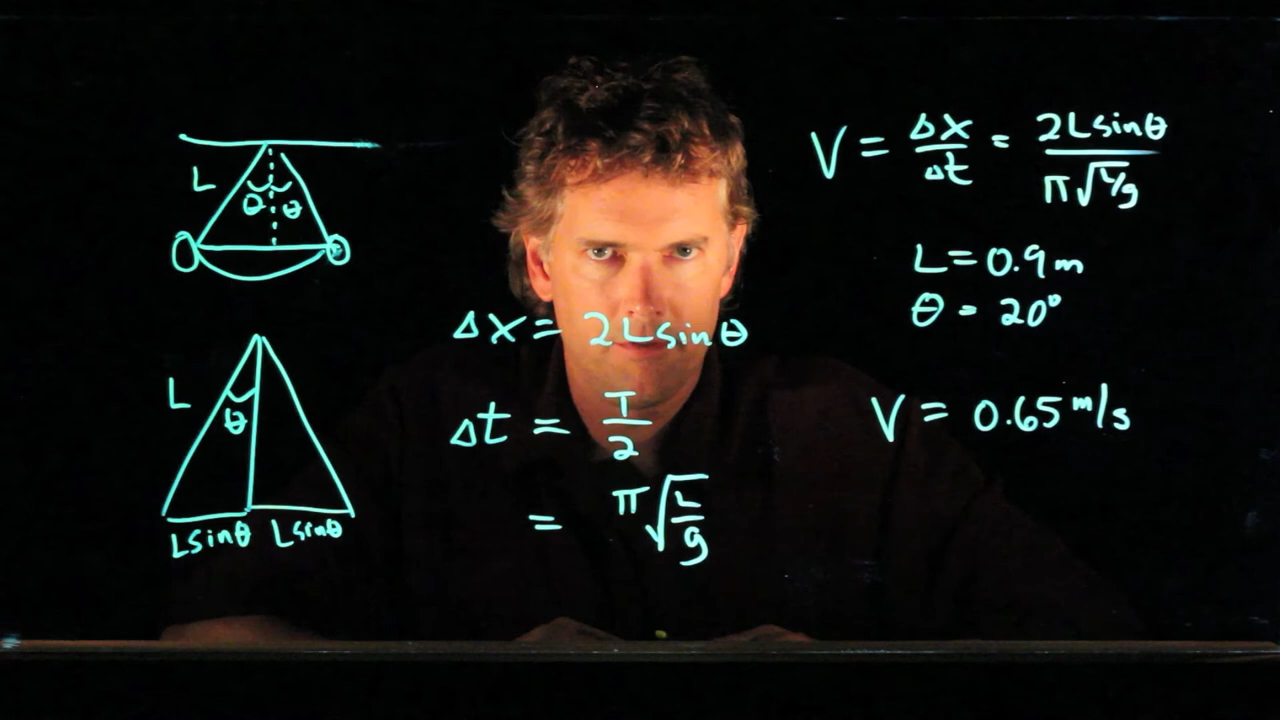 L
θ θ
L
θ
Lsinθ Lsinθ
Δx = 2Lsinθ
Δt = T/2
= π√(L/g)
V = Δx/Δt = 2Lsinθ/π√(L/g)
L = 0.9m
θ = 20°
V = 0.65 m/s